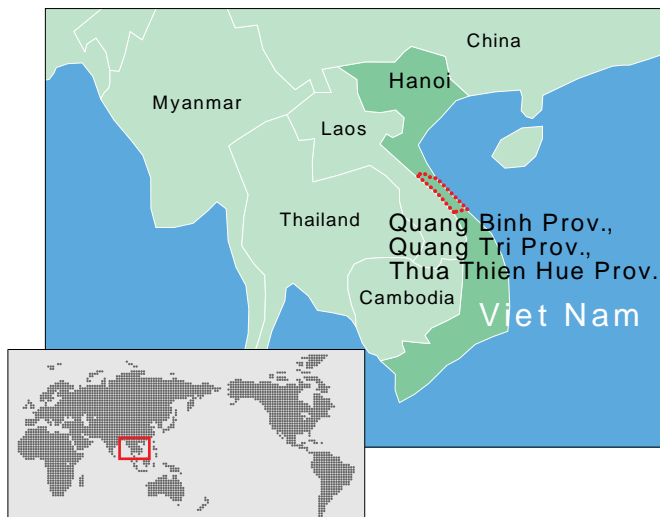 China
Hanoi
Myanmar
Laos
Thailand
Quang Binh Prov.,
Quang Tri Prov.,
Thua Thien Hue Prov.
Cambodia
Viet Nam